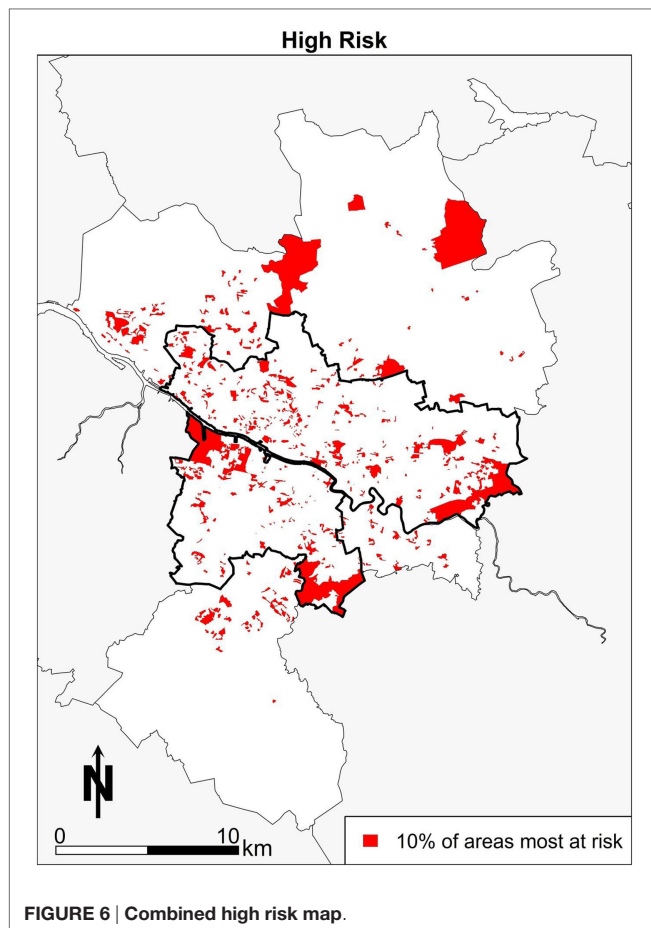 High Risk
N
0 10
km
10% of areas most at risk
FIGURE 6 | Combined high risk map.